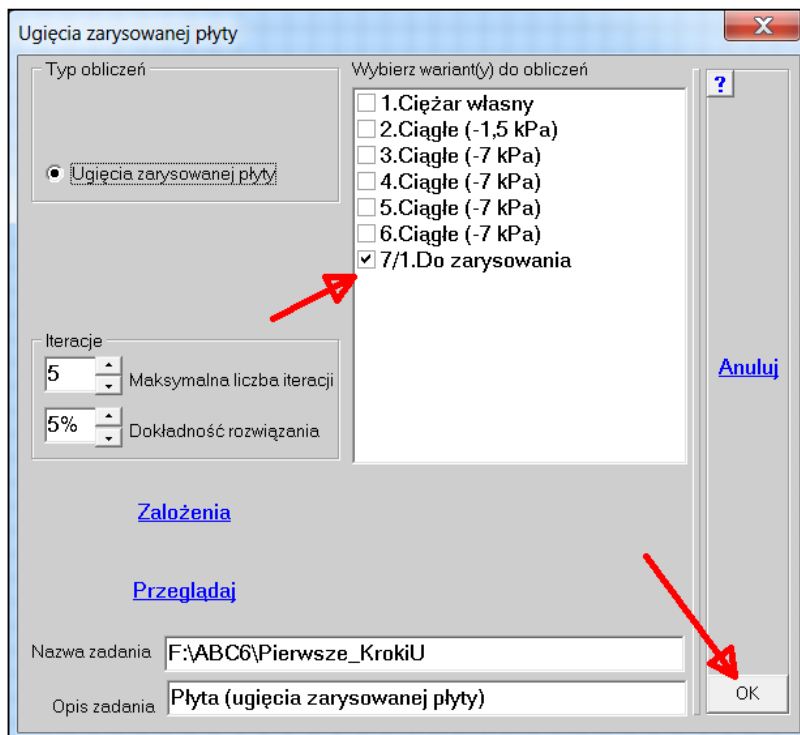 Ugięcia zarysowanej płyty
X
Typ obliczeń
Ugięcia zarysowanej płyty
Wybierz wariant(y) do obliczeń
1.Ciężar własny
2.Ciągłe (-1,5 kPa)
3.Ciągłe (-7 kPa)
4.Ciągłe (-7 kPa)
5.Ciągłe (-7 kPa)
6.Ciągłe (-7 kPa)
7/1.Do zarysowania
?
Iteracje
5 Maksymalna liczba iteracji
5% Dokładność rozwiązania
Anuluj
Założenia
Przeglądaj
Nazwa zadania F:\ABC6\Pierwsze_KrokiU
Opis zadania Płyta (ugięcia zarysowanej płyty)
OK